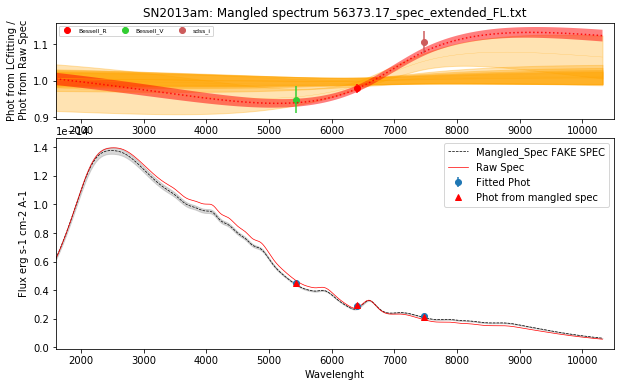 SN2013am: Mangled spectrum 56373.17_spec_extended_FL.txt
Phot from LCfitting /
Phot from Raw Spec
1.1
1.0
0.9
Bessell_R
Bessell_V
sdss_i
2000 3000 4000 5000 6000 7000 8000 9000 10000
1e−14
Flux erg s-1 cm-2 A-1
1.4
1.2
1.0
0.8
0.6
0.4
0.2
0.0
Mangled_Spec FAKE SPEC
Raw Spec
Fitted Phot
Phot from mangled spec
2000 3000 4000 5000 6000 7000 8000 9000 10000
Wavelenght